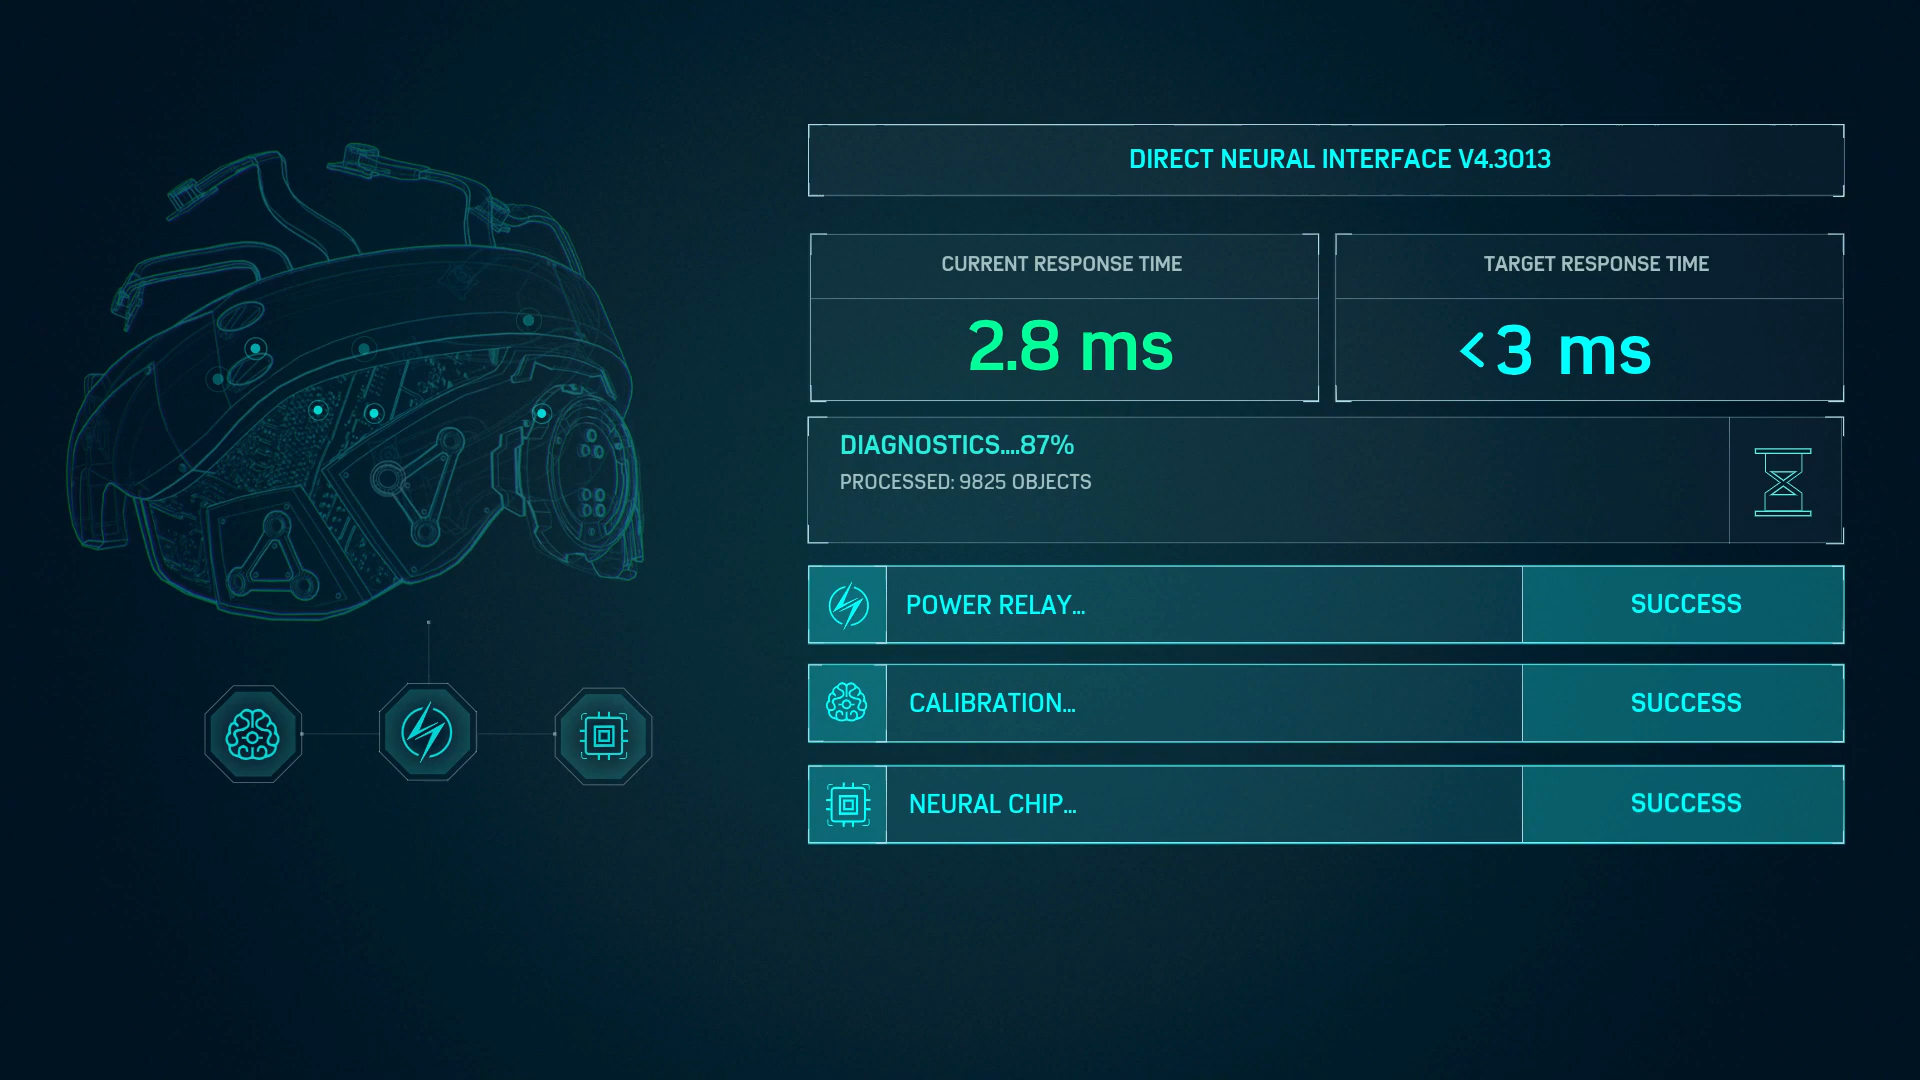 DIRECT NEURAL INTERFACE V4.3013
CURRENT RESPONSE TIME
2.8 ms
TARGET RESPONSE TIME
<3 ms
DIAGNOSTICS....87%
PROCESSED: 9825 OBJECTS
POWER RELAY...
SUCCESS
CALIBRATION...
SUCCESS
NEURAL CHIP...
SUCCESS